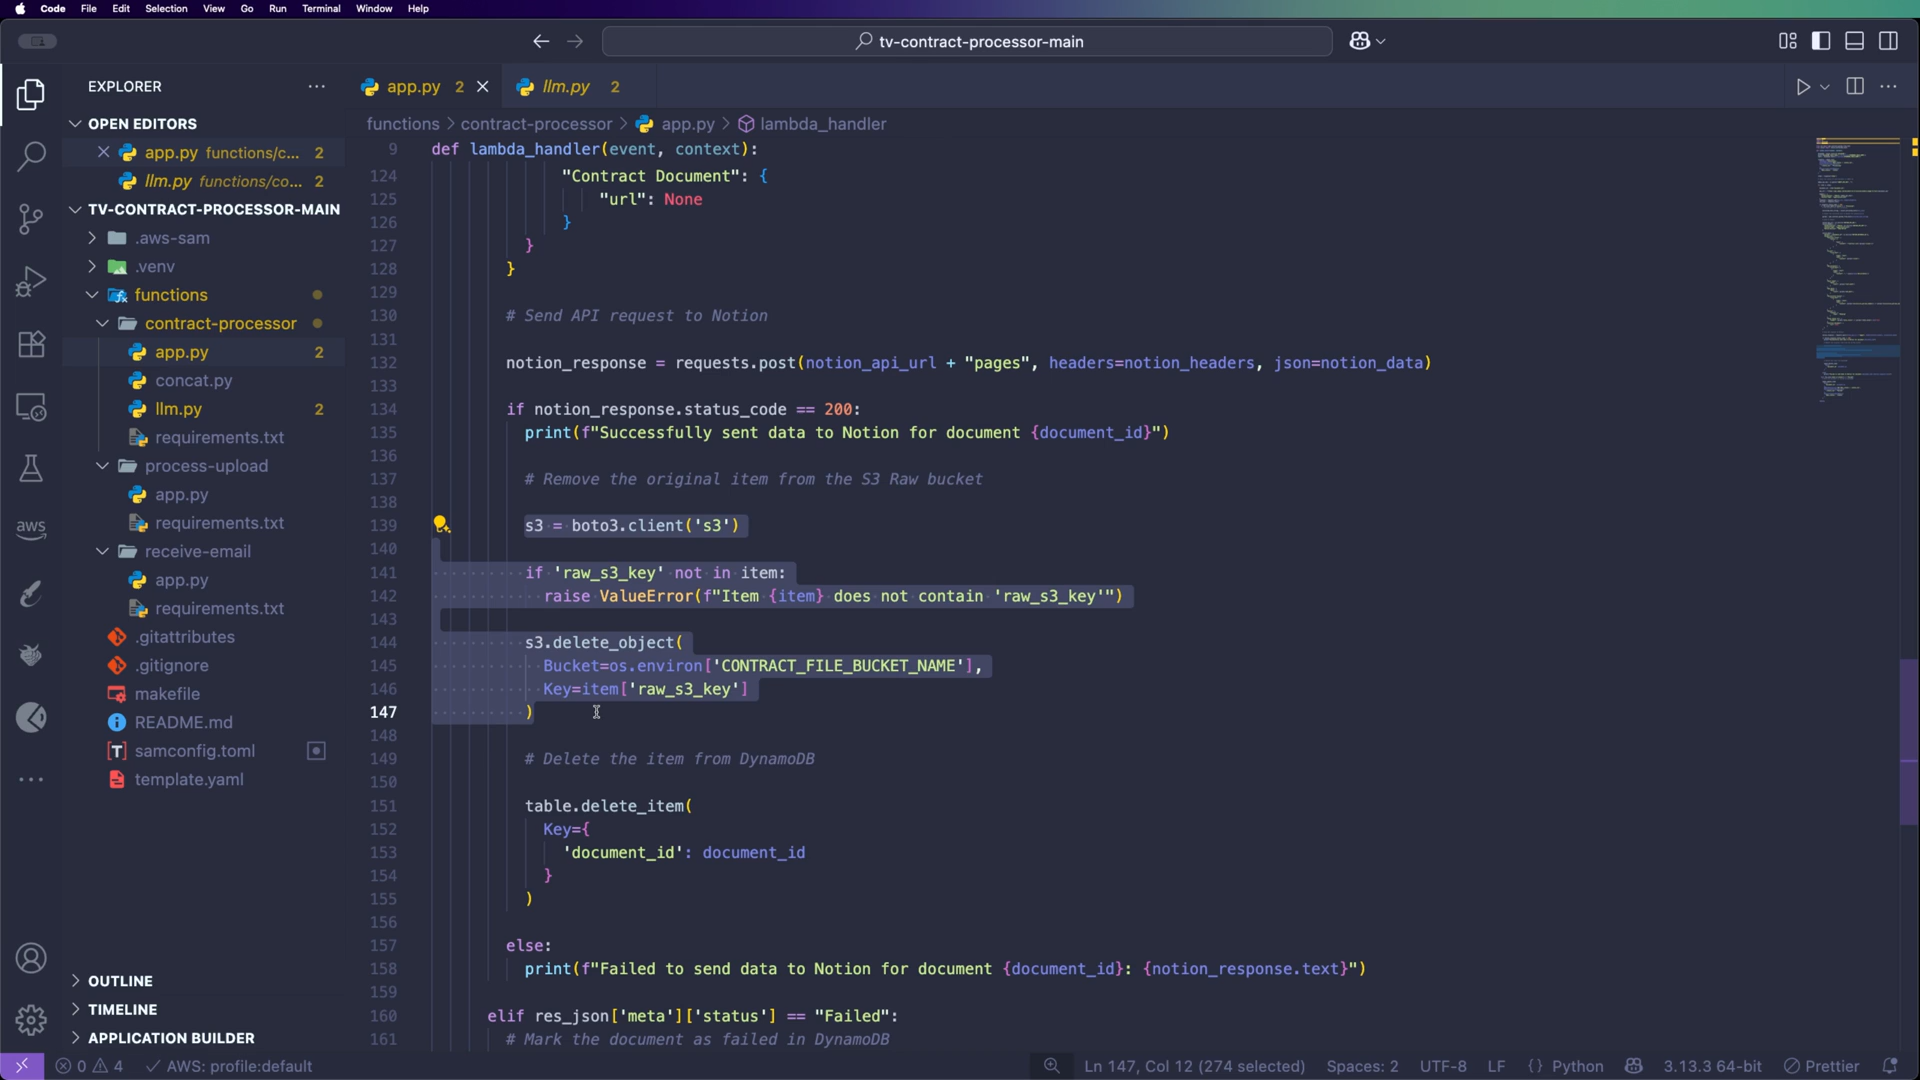 Code File Edit Selection View Go Run Terminal Window Help
tv-contract-processor-main
EXPLORER
app.py 2
llm.py 2
OPEN EDITORS
functions > contract-processor > app.py > lambda_handler
app.py functions/c... 2
llm.py functions/co... 2
TV-CONTRACT-PROCESSOR-MAIN
.aws-sam
.venv
functions
contract-processor
app.py 2
concat.py
llm.py 2
requirements.txt
process-upload
app.py
requirements.txt
receive-email
app.py
requirements.txt
.gitattributes
.gitignore
makefile
README.md
samconfig.toml
template.yaml
OUTLINE
TIMELINE
APPLICATION BUILDER
aws
9 def lambda_handler(event, context):
124 "Contract Document": {
125 "url": None
126 }
127 }
128 }
129
130 # Send API request to Notion
131
132 notion_response = requests.post(notion_api_url + "pages", headers=notion_headers, json=notion_data)
133
134 if notion_response.status_code == 200:
135 print(f"Successfully sent data to Notion for document {document_id}")
136
137 # Remove the original item from the S3 Raw bucket
138
139 s3 = boto3.client('s3')
140
141 if 'raw_s3_key' not in item:
142 raise ValueError(f"Item {item} does not contain 'raw_s3_key'")
143
144 s3.delete_object(
145 Bucket=os.environ['CONTRACT_FILE_BUCKET_NAME'],
146 Key=item['raw_s3_key']
147 )
148
149 # Delete the item from DynamoDB
150
151 table.delete_item(
152 Key={
153 'document_id': document_id
154 }
155 )
156
157 else:
158 print(f"Failed to send data to Notion for document {document_id}: {notion_response.text}")
159
160 elif res_json['meta']['status'] == "Failed":
161 # Mark the document as failed in DynamoDB
0 4 AWS: profile:default Ln 147, Col 12 (274 selected) Spaces: 2 UTF-8 LF {} Python 3.13.3 64-bit Prettier